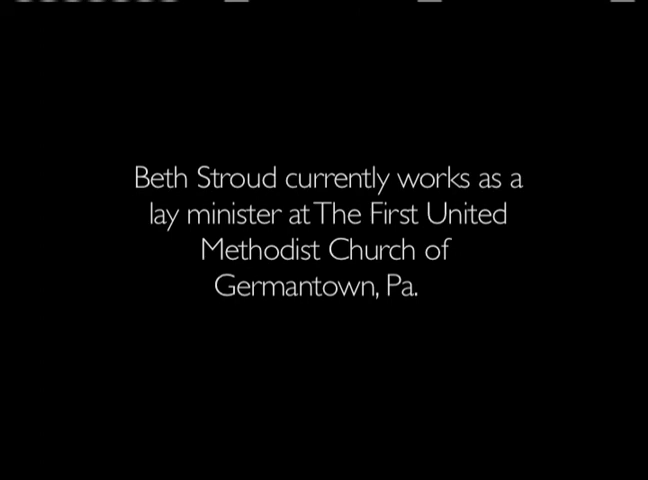 Beth Stroud currently works as a
lay minister at The First United
Methodist Church of
Germantown, Pa.